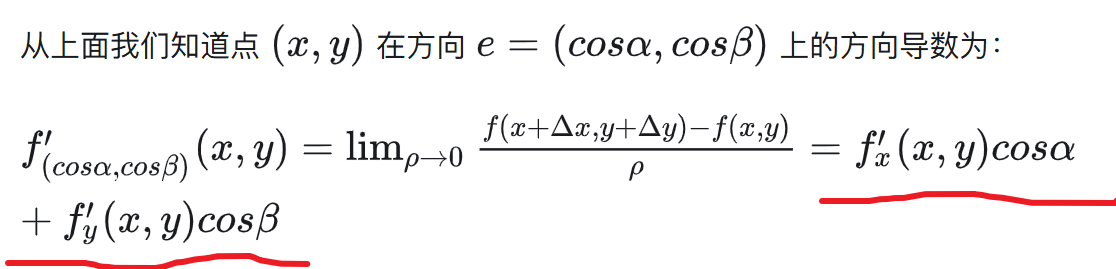 从上面我们知道点 (x, y) 在方向 e = (cosα, cosβ) 上的方向导数为：
f′_(cosα,cosβ)(x, y) = lim_ρ→0 f(x+Δx,y+Δy)−f(x,y) / ρ = f′_x(x, y)cosα
+ f′_y(x, y)cosβ